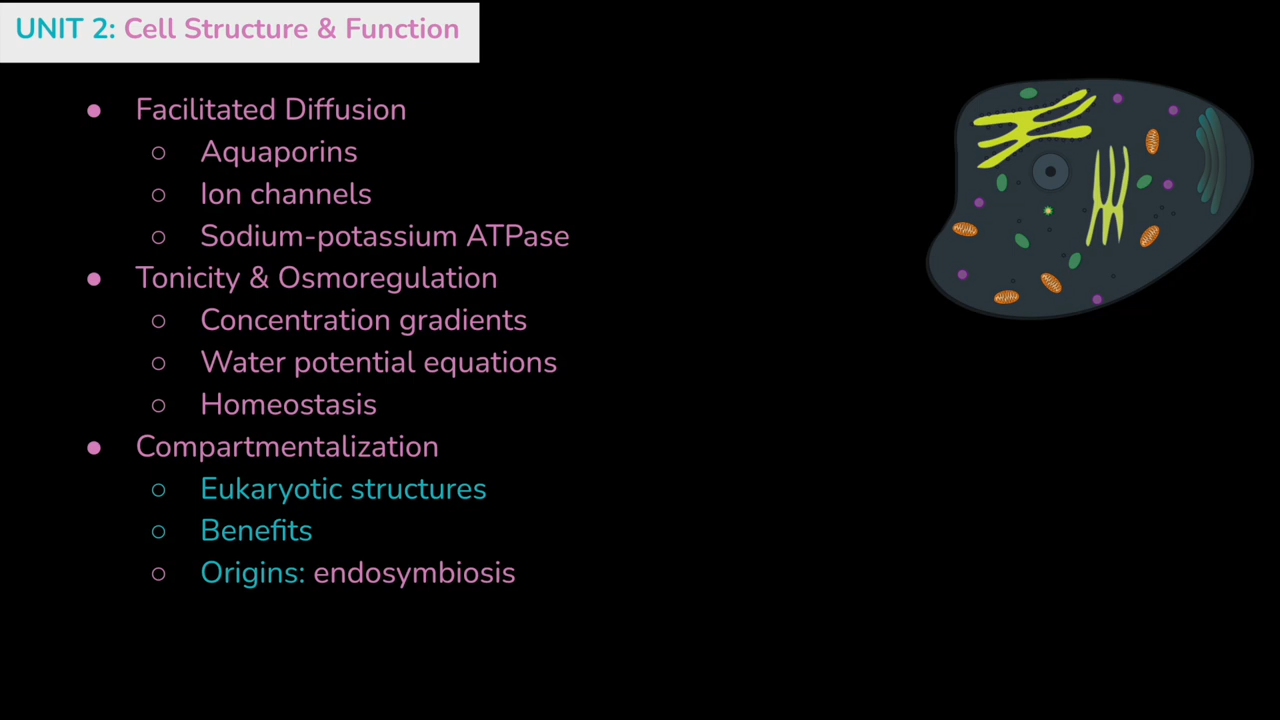 UNIT 2: Cell Structure & Function
● Facilitated Diffusion
○ Aquaporins
○ Ion channels
○ Sodium-potassium ATPase
● Tonicity & Osmoregulation
○ Concentration gradients
○ Water potential equations
○ Homeostasis
● Compartmentalization
○ Eukaryotic structures
○ Benefits
○ Origins: endosymbiosis